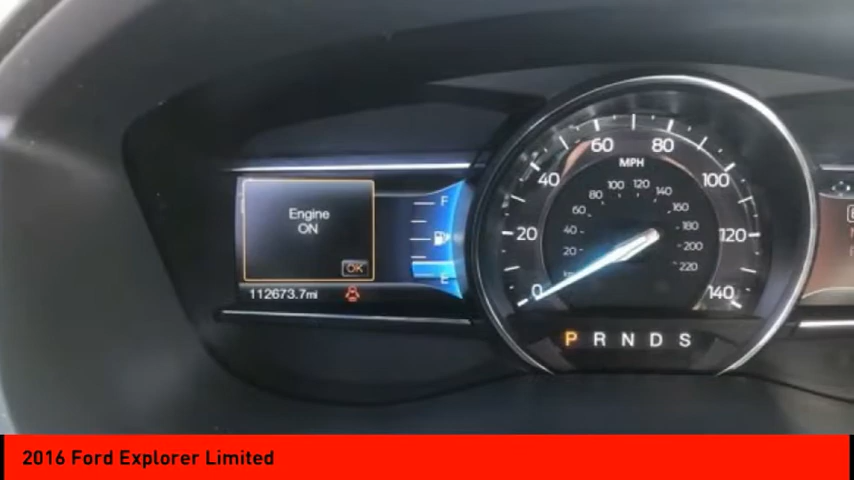 Engine
ON
OK
112673.7mi
F
E
0 20 40 60 80 100 120 140
MPH
km/h 20 40 60 80 100 120 140 160 180 200 220
P R N D S
2016 Ford Explorer Limited